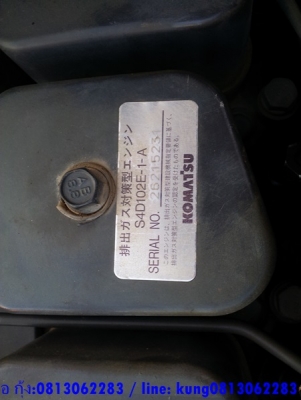 排出ガス対策型エンジン
S4D102E-1-A
SERIAL NO. 26215231
KOMATSU
อ กุ้ง:0813062283 / line: kung0813062283